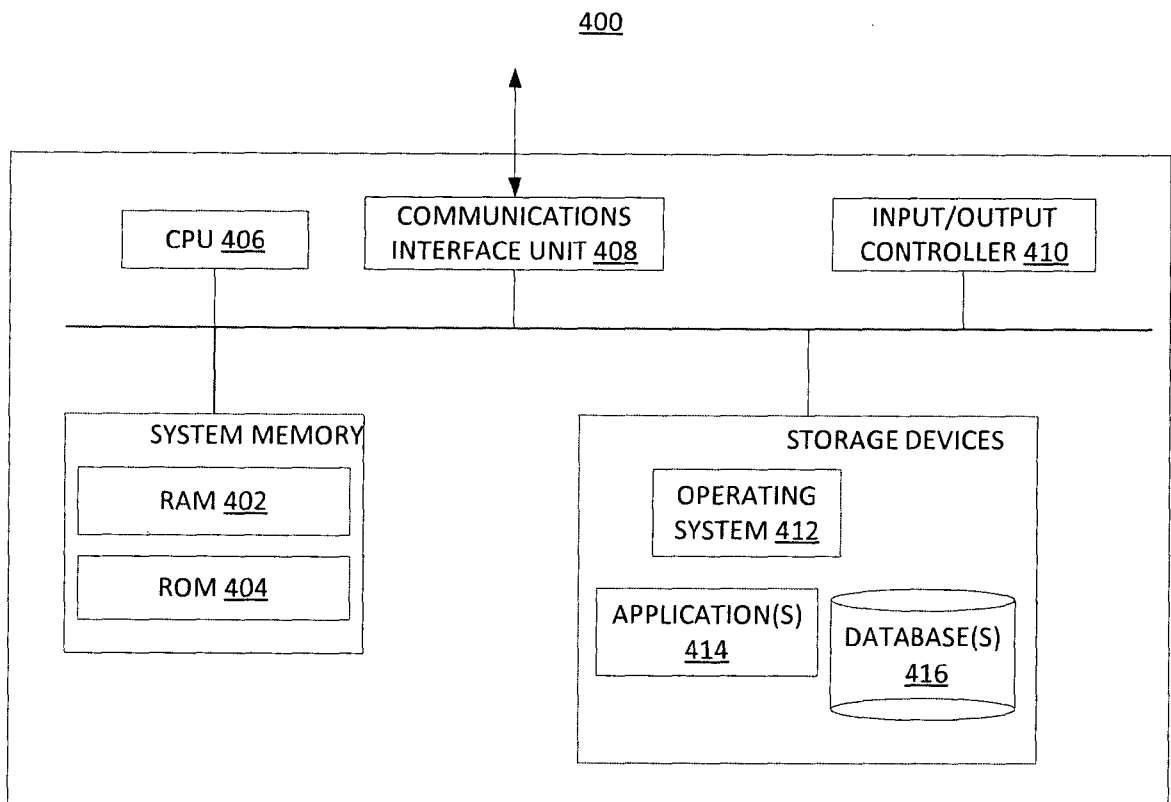 400
CPU 406
COMMUNICATIONS
INTERFACE UNIT 408
INPUT/OUTPUT
CONTROLLER 410
SYSTEM MEMORY
RAM 402
ROM 404
STORAGE DEVICES
OPERATING
SYSTEM 412
APPLICATION(S)
414
DATABASE(S)
416